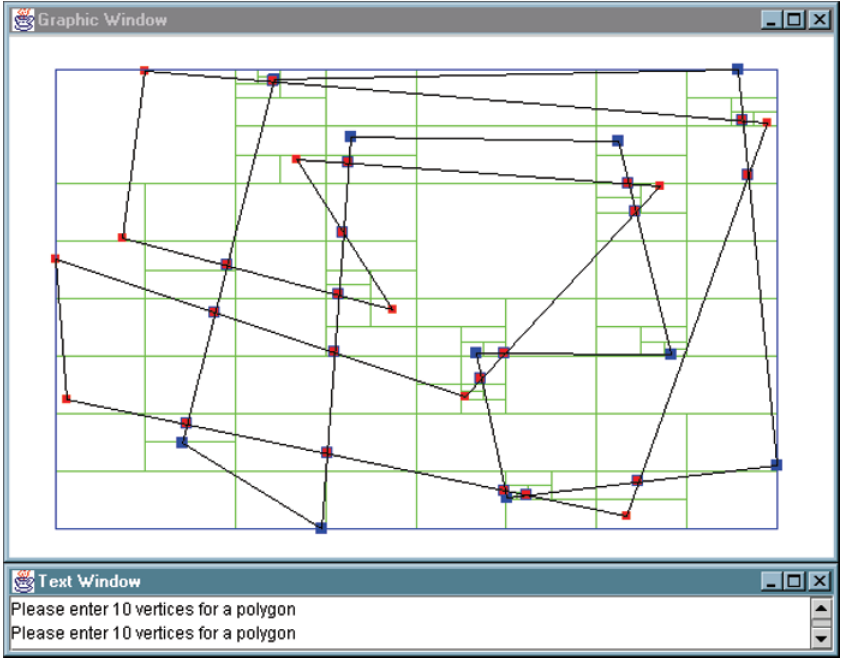 Graphic Window
Text Window
Please enter 10 vertices for a polygon
Please enter 10 vertices for a polygon